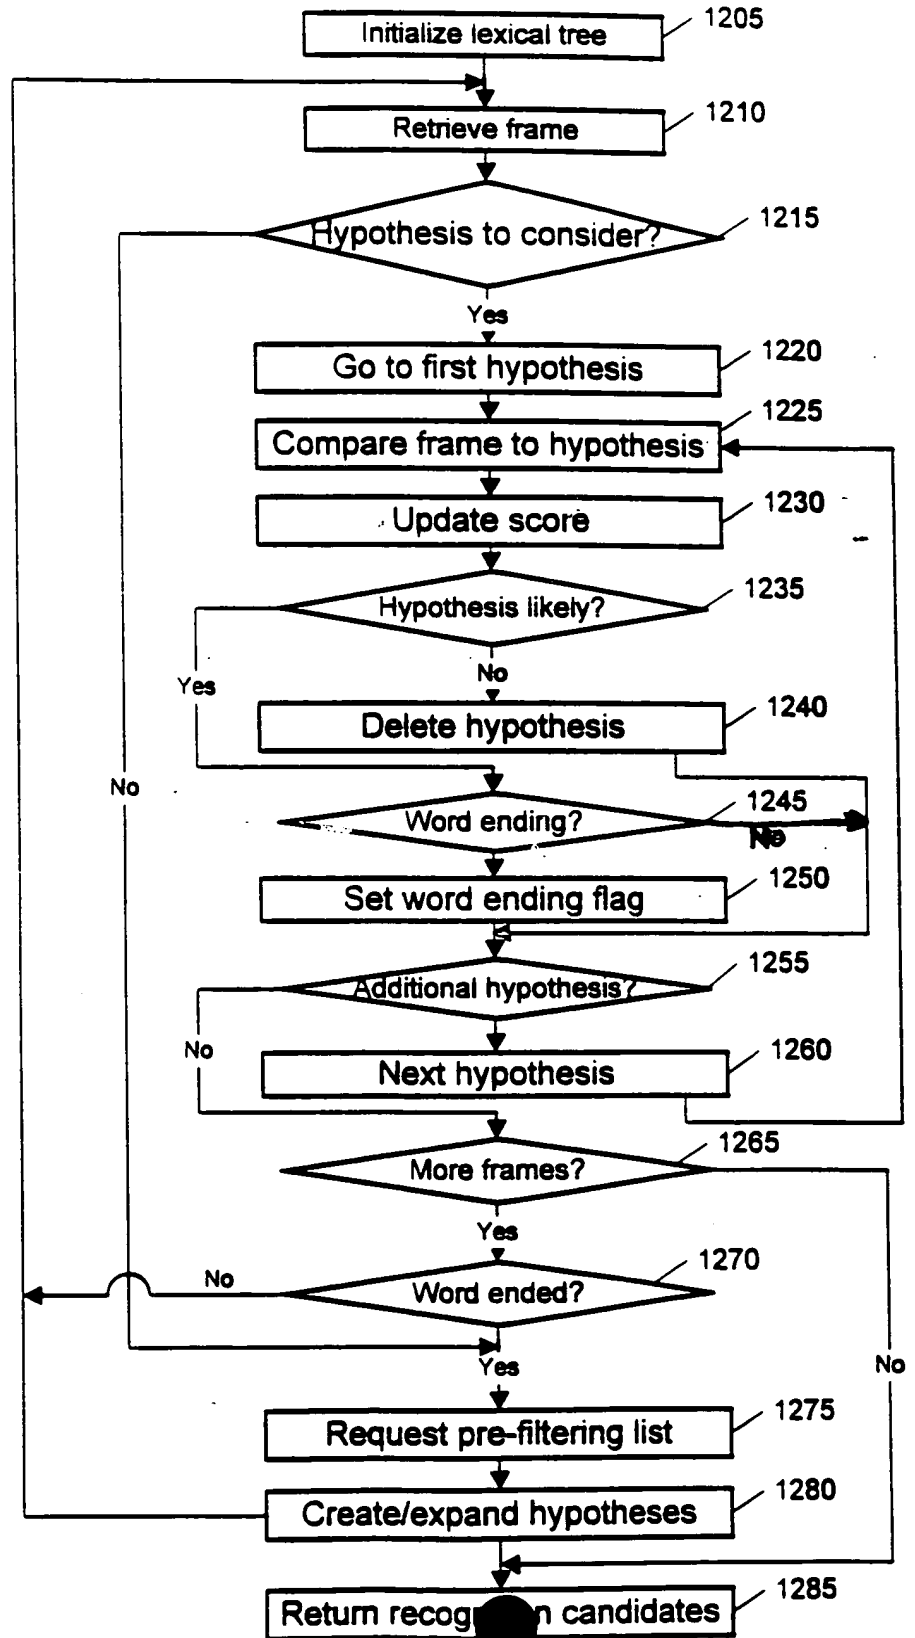 Initialize lexical tree
1205
Retrieve frame
1210
Hypothesis to consider?
1215
Yes
Go to first hypothesis
1220
Compare frame to hypothesis
1225
Update score
1230
Hypothesis likely?
1235
Yes
No
Delete hypothesis
1240
No
Word ending?
1245
No
Set word ending flag
1250
Additional hypothesis?
1255
No
Next hypothesis
1260
More frames?
1265
Yes
Word ended?
1270
No
Yes
No
Request pre-filtering list
1275
Create/expand hypotheses
1280
Return candidates
1285